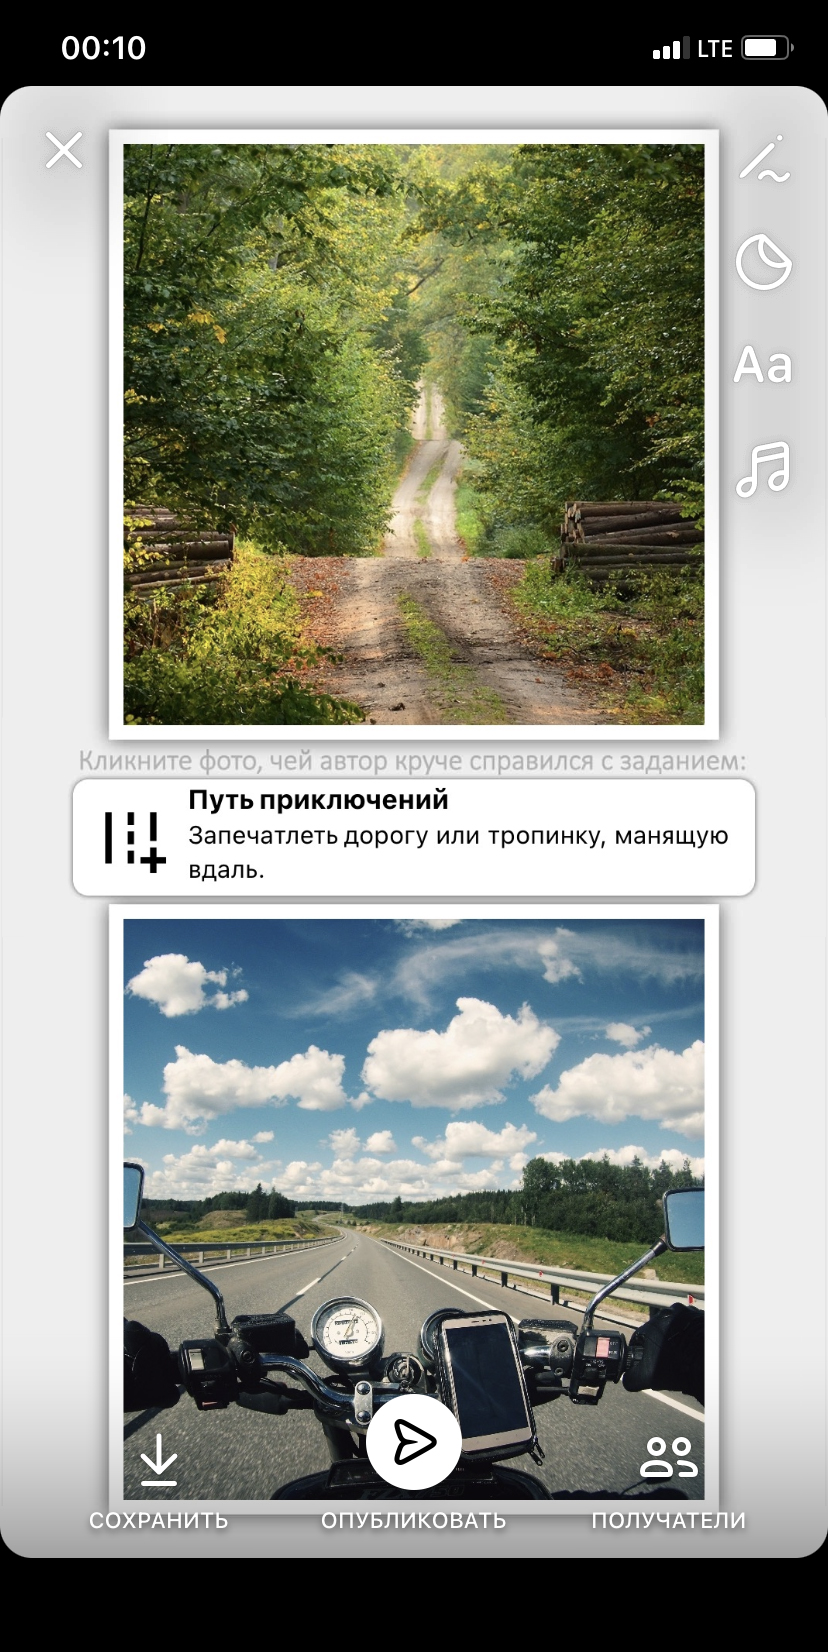 00:10
LTE
Aa
Кликните фото, чей автор круче справился с заданием:
Путь приключений
Запечатлеть дорогу или тропинку, манящую
вдаль.
СОХРАНИТЬ
ОПУБЛИКОВАТЬ
ПОЛУЧАТЕЛИ